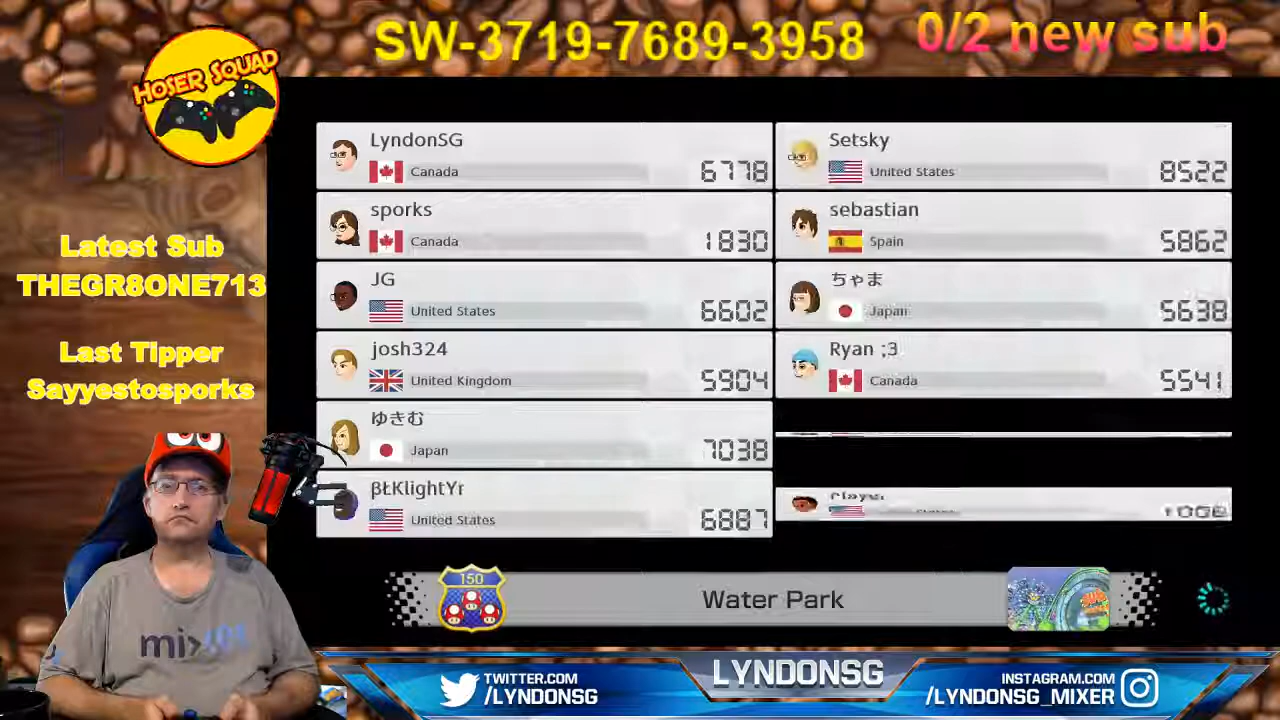 SW-3719-7689-3958
0/2 new sub
HOSER SQUAD
Latest Sub
THEGR8ONE713
Last Tipper
Sayyestosporks
LyndonSG
Canada
6778
sporks
Canada
1830
JG
United States
6602
josh324
United Kingdom
5904
ゆきむ
Japan
7038
βŁKlightYr
United States
6887
Setsky
United States
8522
sebastian
Spain
5862
ちゃま
Japan
5638
Ryan ;3
Canada
5541
Player
150
Water Park
TWITTER.COM
/LYNDONSG
LYNDONSG
INSTAGRAM.COM
/LYNDONSG_MIXER